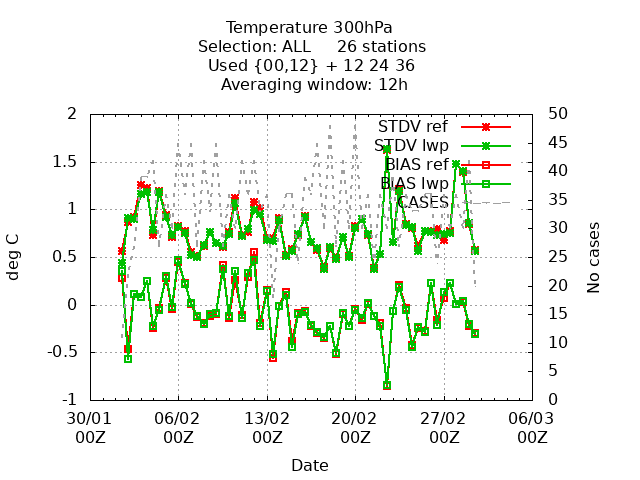 Temperature 300hPa
Selection: ALL 26 stations
Used {00,12} + 12 24 36
Averaging window: 12h
STDV ref
STDV lwp
BIAS ref
BIAS lwp
CASES
2
1.5
1
0.5
0
-0.5
-1
50
45
40
35
30
25
20
15
10
5
0
deg C
No cases
30/01 06/02 13/02 20/02 27/02 06/03
00Z 00Z 00Z 00Z 00Z 00Z
Date